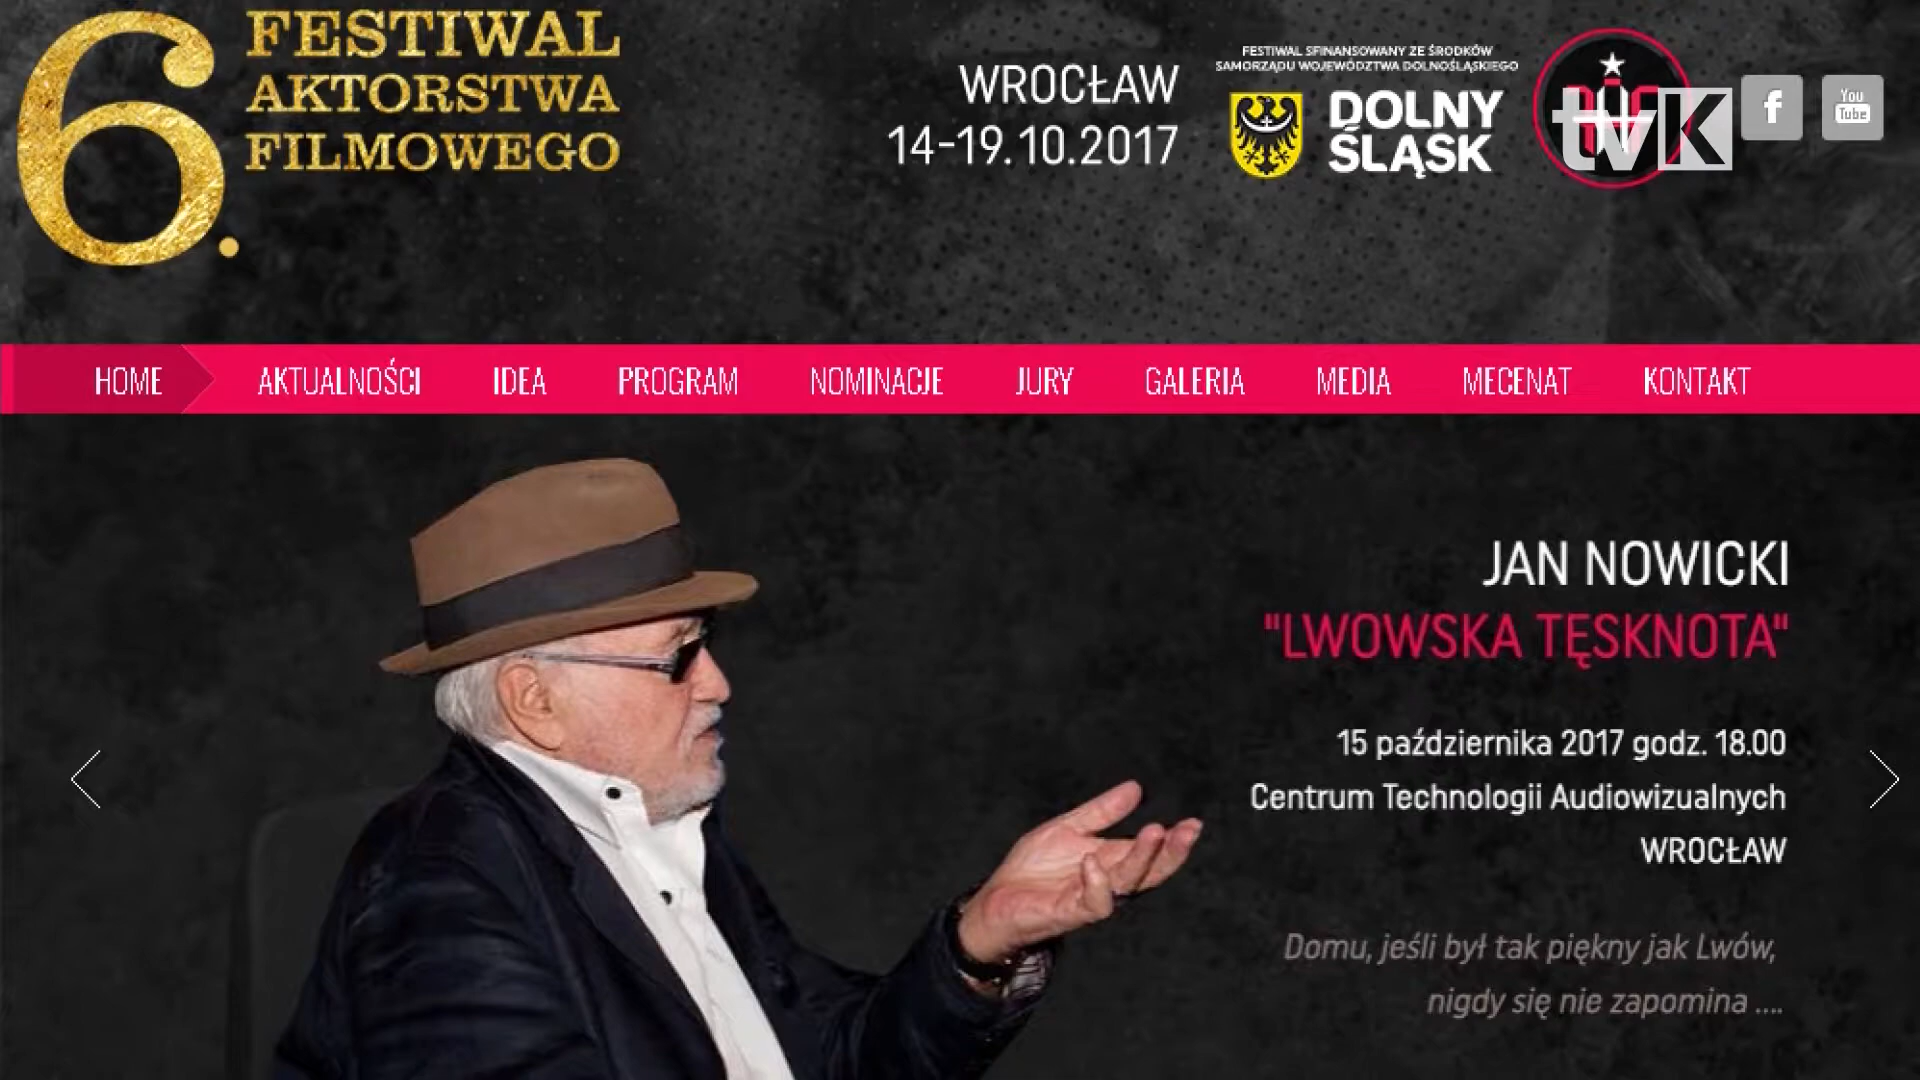 6.
FESTIWAL
AKTORSTWA
FILMOWEGO
WROCŁAW
14-19.10.2017
FESTIWAL SFINANSOWANY ZE ŚRODKÓW
SAMORZĄDU WOJEWÓDZTWA DOLNOŚLĄSKIEGO
DOLNY
ŚLĄSK
tvK
f
You
Tube
HOME AKTUALNOŚCI IDEA PROGRAM NOMINACJE JURY GALERIA MEDIA MECENAT KONTAKT
JAN NOWICKI
"LWOWSKA TĘSKNOTA"
15 października 2017 godz. 18.00
Centrum Technologii Audiowizualnych
WROCŁAW
Domu, jeśli był tak piękny jak Lwów,
nigdy się nie zapomina ....